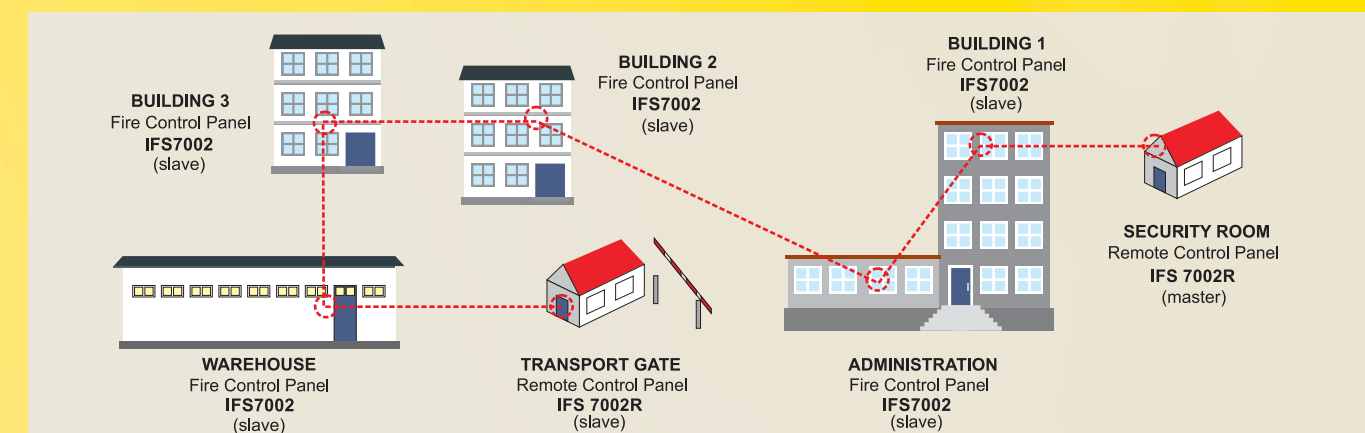 BUILDING 3
Fire Control Panel
IFS7002
(slave)
BUILDING 2
Fire Control Panel
IFS7002
(slave)
BUILDING 1
Fire Control Panel
IFS7002
(slave)
SECURITY ROOM
Remote Control Panel
IFS 7002R
(master)
WAREHOUSE
Fire Control Panel
IFS7002
(slave)
TRANSPORT GATE
Remote Control Panel
IFS 7002R
(slave)
ADMINISTRATION
Fire Control Panel
IFS7002
(slave)